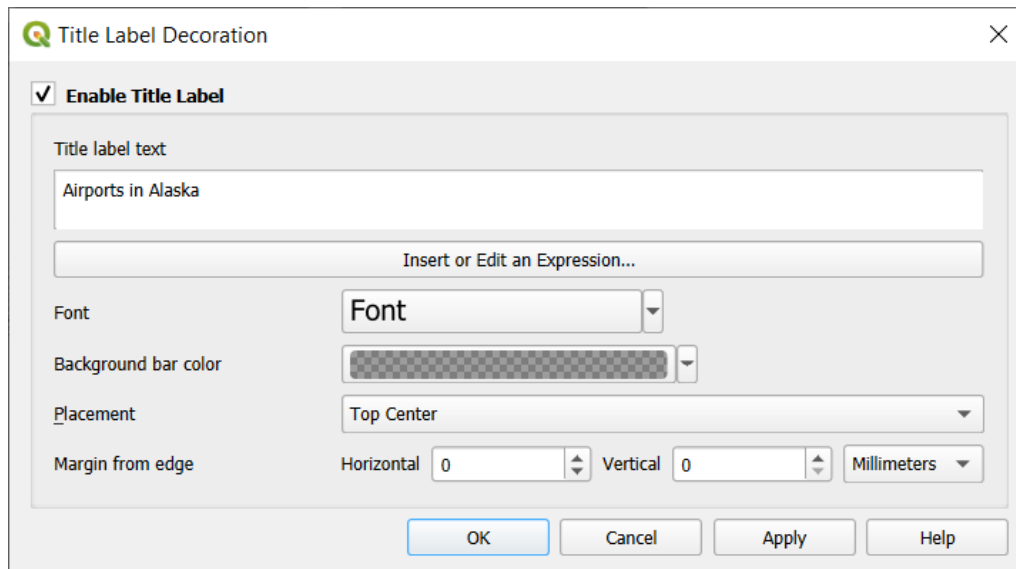 Title Label Decoration
Enable Title Label
Title label text
Airports in Alaska
Insert or Edit an Expression...
Font Font
Background bar color
Placement Top Center
Margin from edge Horizontal 0 Vertical 0 Millimeters
OK Cancel Apply Help